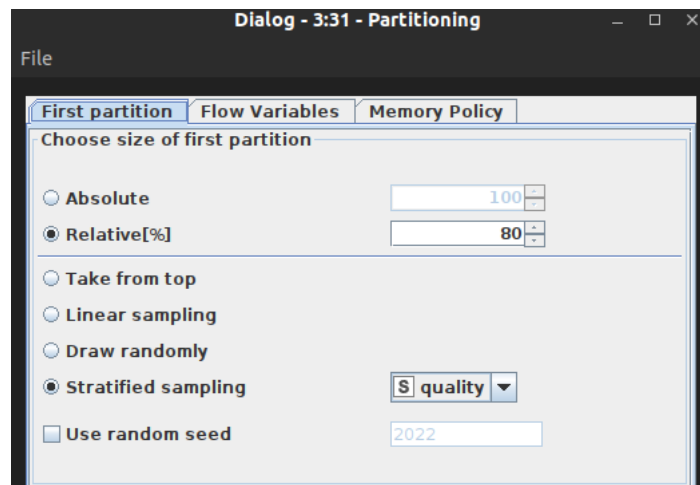 Dialog - 3:31 - Partitioning
File
First partition Flow Variables Memory Policy
Choose size of first partition
Absolute 100
Relative[%] 80
Take from top
Linear sampling
Draw randomly
Stratified sampling S quality
Use random seed 2022